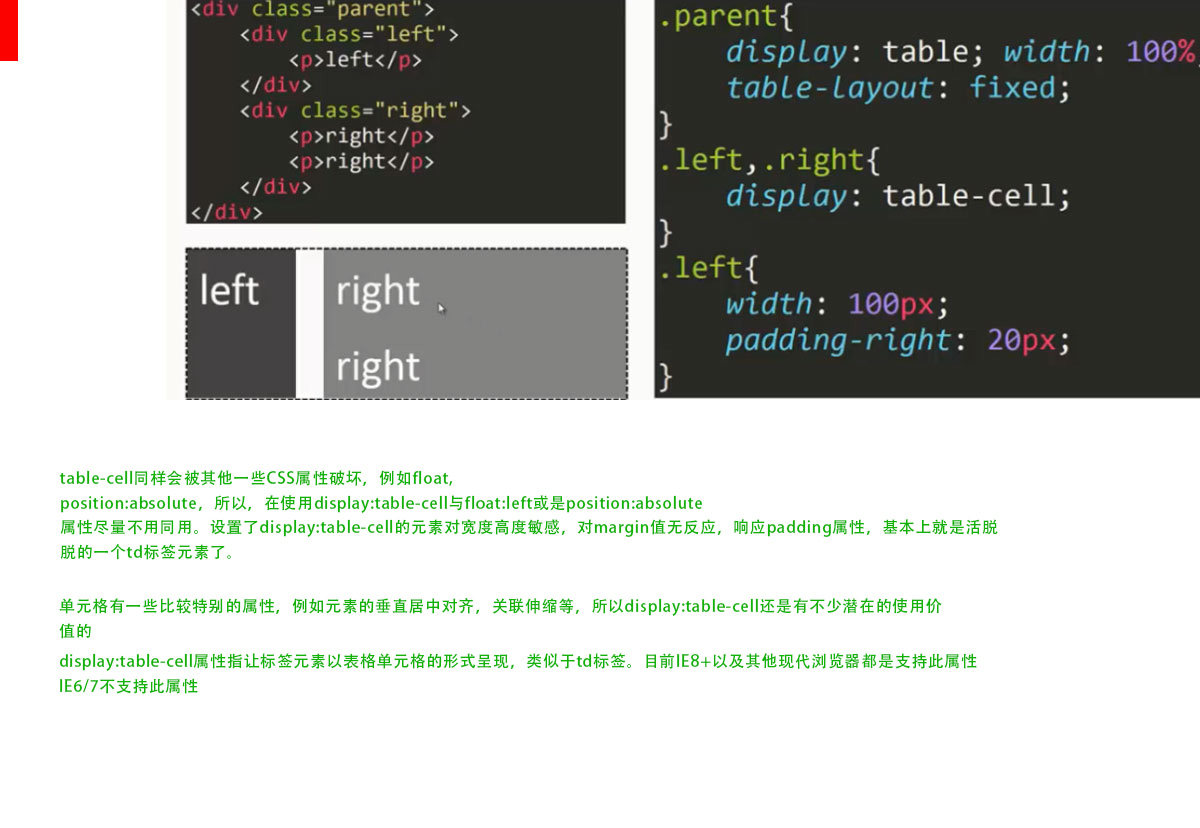 <div class="parent">
<div class="left">
<p>left</p>
</div>
<div class="right">
<p>right</p>
<p>right</p>
</div>
</div>
left
right
right
.parent{
display: table; width: 100%;
table-layout: fixed;
}
.left,.right{
display: table-cell;
}
.left{
width: 100px;
padding-right: 20px;
}
table-cell同样会被其他一些CSS属性破坏，例如float,
position:absolute，所以，在使用display:table-cell与float:left或是position:absolute
属性尽量不用同用。设置了display:table-cell的元素对宽度高度敏感，对margin值无反应，响应padding属性，基本上就是活脱
脱的一个td标签元素了。
单元格有一些比较特别的属性，例如元素的垂直居中对齐，关联伸缩等，所以display:table-cell还是有不少潜在的使用价
值的
display:table-cell属性指让标签元素以表格单元格的形式呈现，类似于td标签。目前IE8+以及其他现代浏览器都是支持此属性
IE6/7不支持此属性